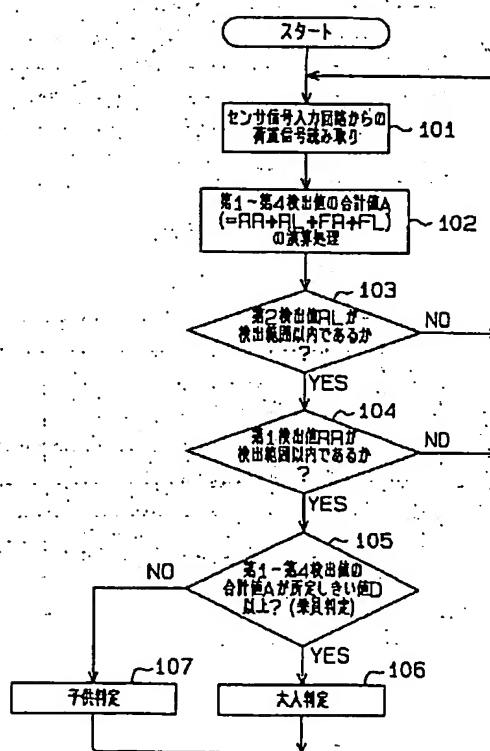 スタート
センサ信号入力回路からの
荷重信号読み取り
101
第1〜第4検出値の合計値A
(=RR+RL+FR+FL)
の演算処理
102
103
第2検出値RLが
検出範囲以内であるか
?
NO
YES
104
第1検出値RRが
検出範囲以内であるか
?
NO
YES
105
第1〜第4検出値の
合計値Aが所定しきい値D
以上?(乗員判定)
NO
YES
107
子供判定
106
大人判定